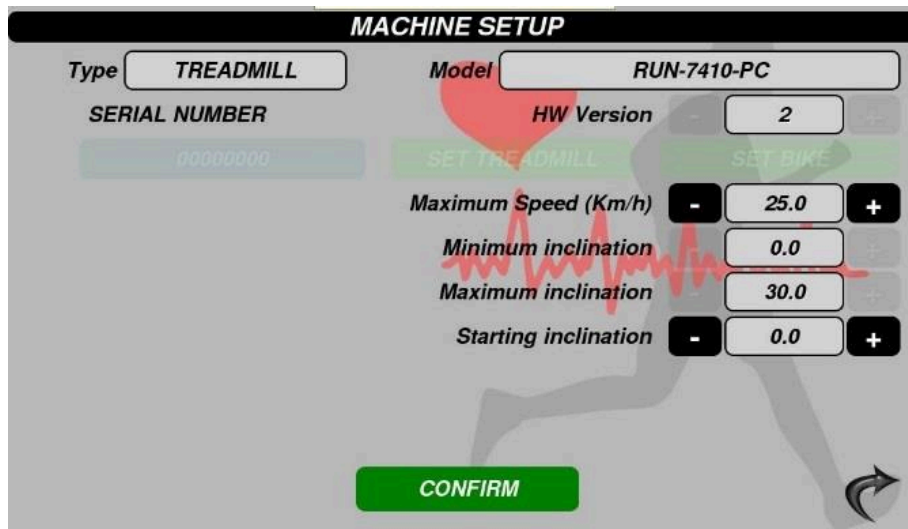 MACHINE SETUP
Type TREADMILL Model RUN-7410-PC
SERIAL NUMBER HW Version - 2 +
00000000 SET TREADMILL SET BIKE
Maximum Speed (Km/h) - 25.0 +
Minimum inclination - 0.0 +
Maximum inclination - 30.0 +
Starting inclination - 0.0 +
CONFIRM